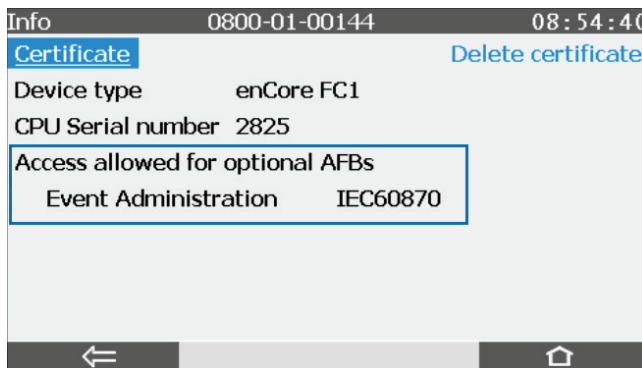 Info 0800-01-00144 08:54:40
Certificate Delete certificate
Device type enCore FC1
CPU Serial number 2825
Access allowed for optional AFBs
Event Administration IEC60870